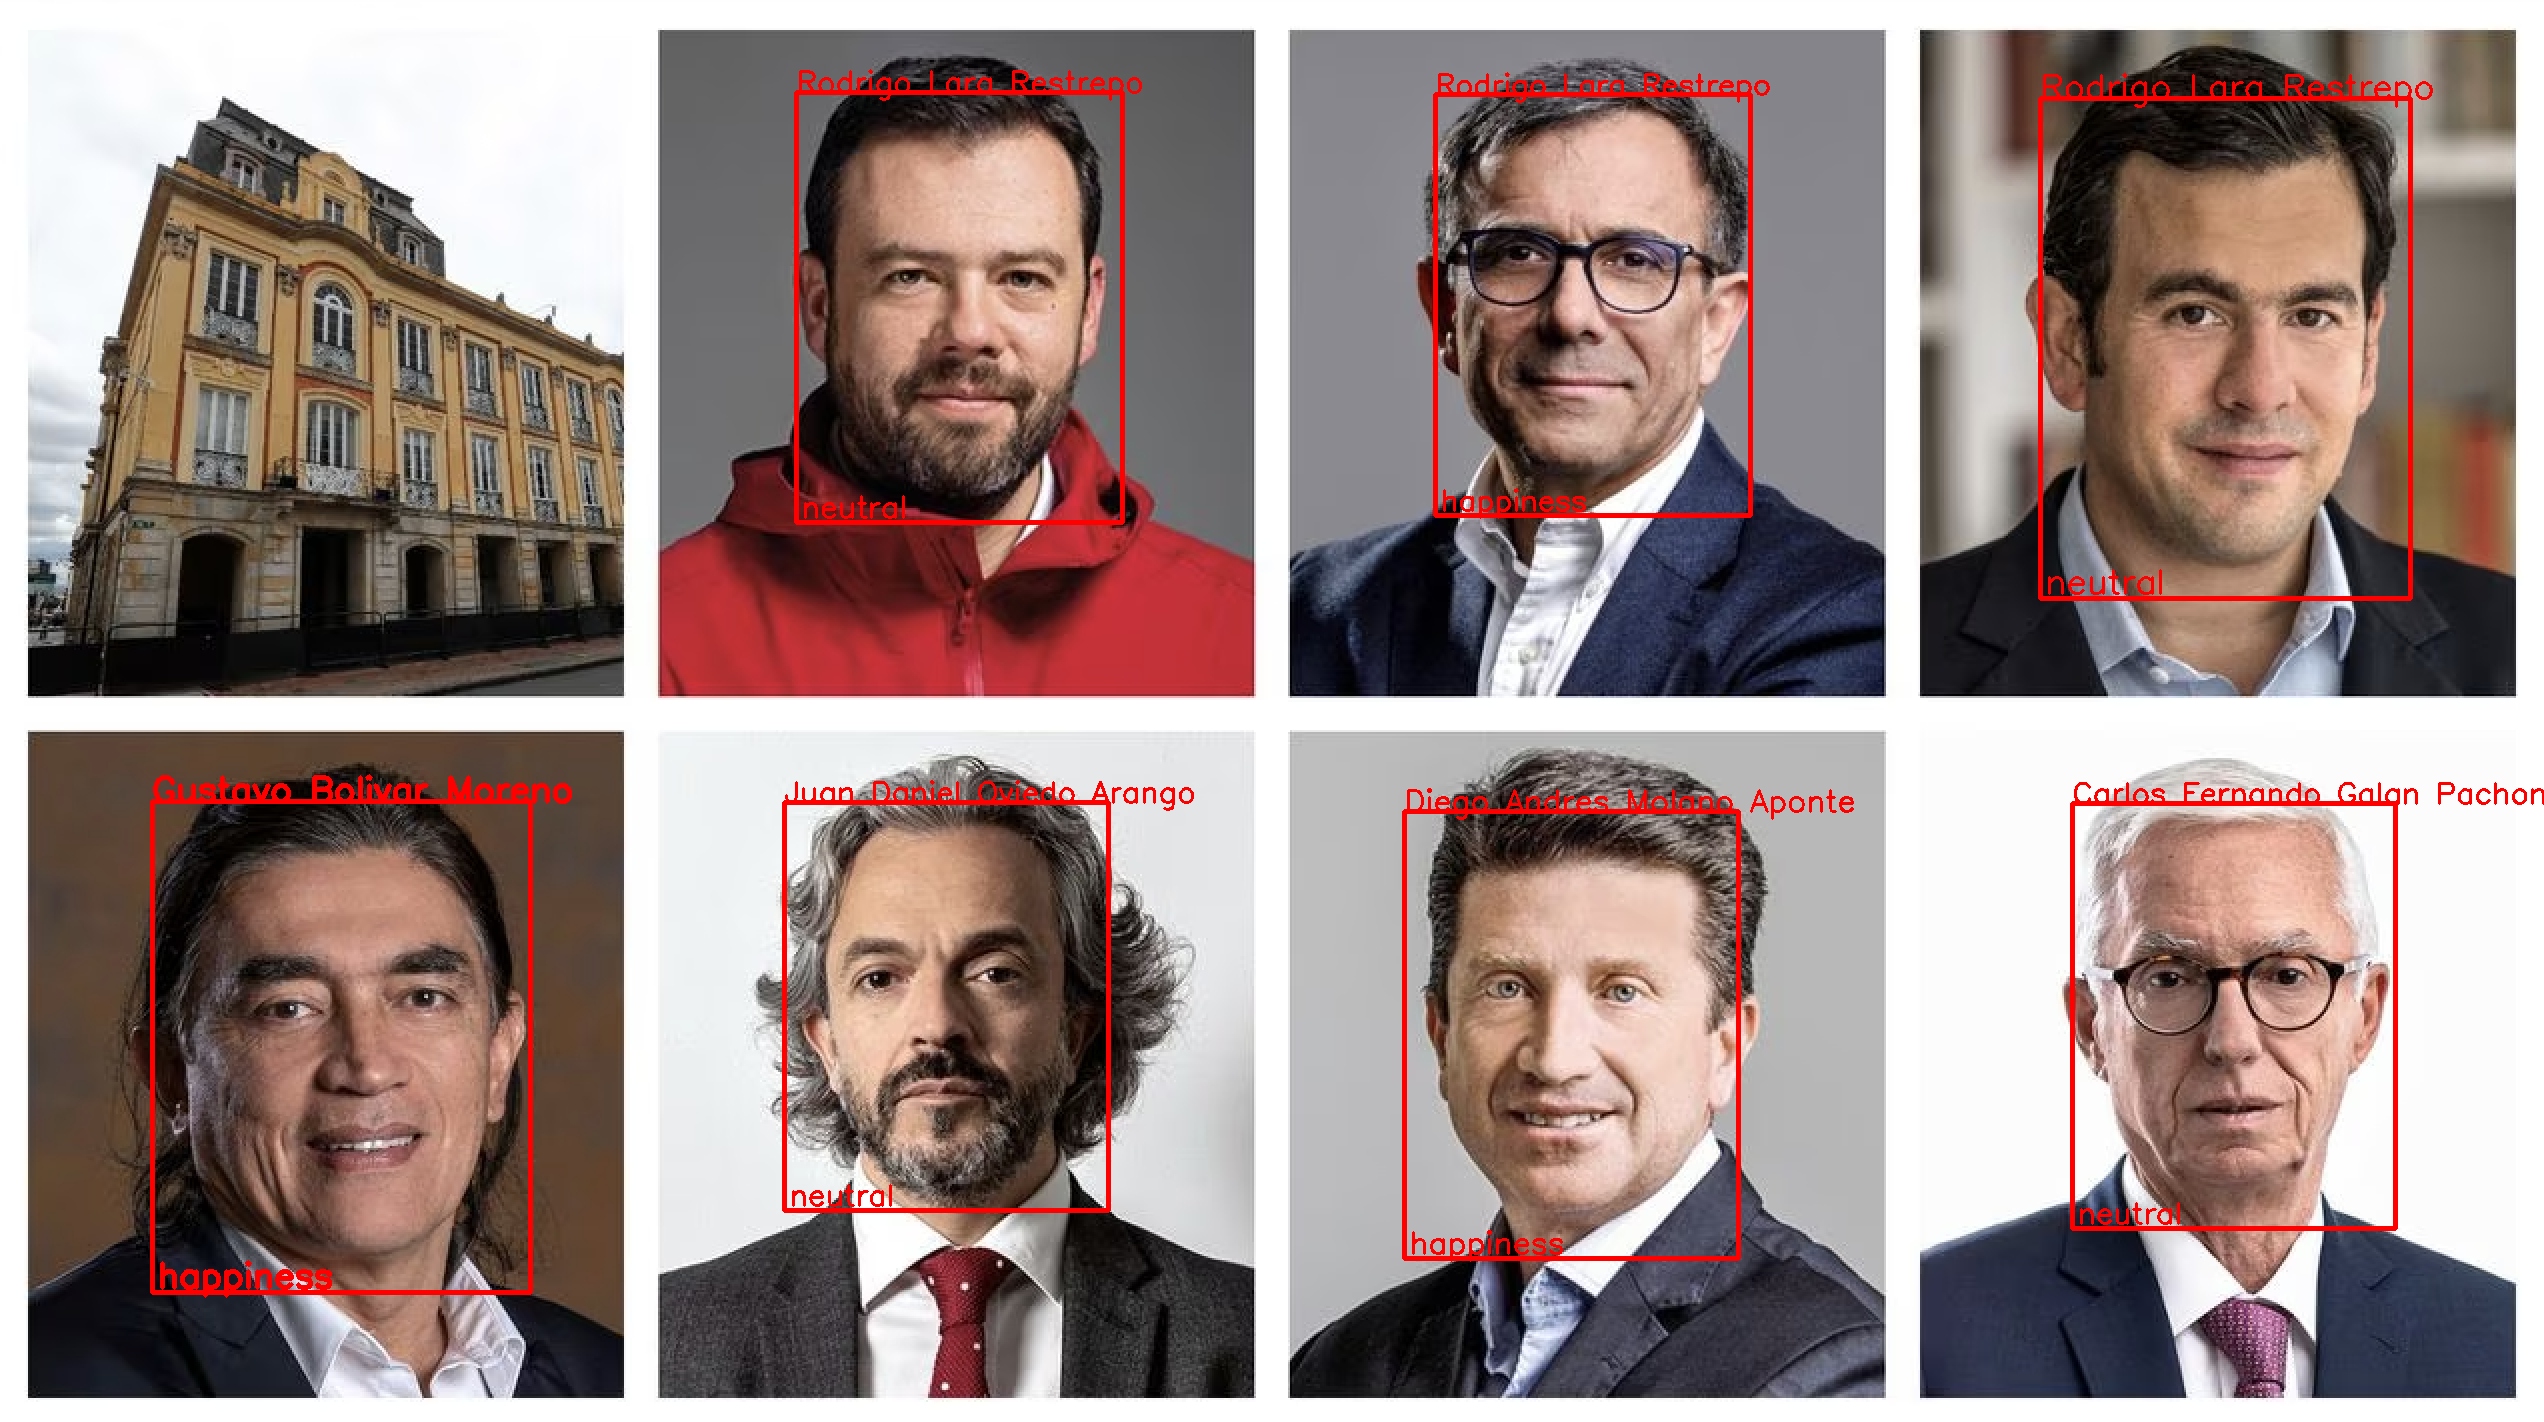 Rodrigo Lara Restrepo
neutral
Rodrigo Lara Restrepo
happiness
Rodrigo Lara Restrepo
neutral
Gustavo Bolivar Moreno
happiness
Juan Daniel Oviedo Arango
neutral
Diego Andres Molano Aponte
happiness
Carlos Fernando Galan Pachon
neutral